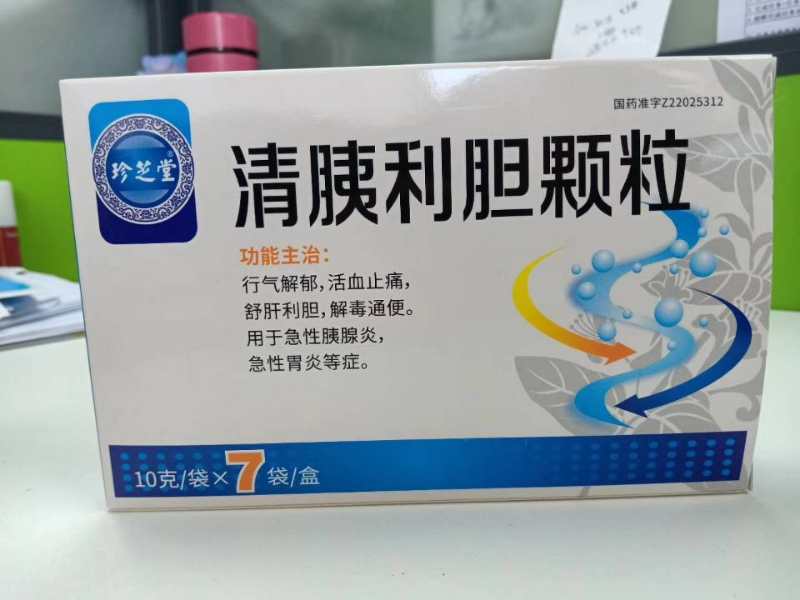 国药准字Z22025312
珍芝堂
清胰利胆颗粒
功能主治：
行气解郁，活血止痛，
舒肝利胆，解毒通便。
用于急性胰腺炎，
急性胃炎等症。
10克/袋×7袋/盒